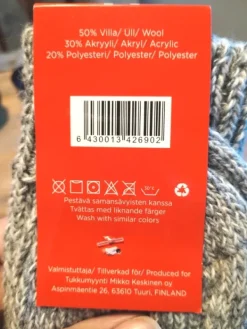 50% Villa/ Ull/ Wool
30% Akryyli/ Akryl/ Acrylic
20% Polyesteri/ Polyester/ Polyester
6 430013 426902
Pestävä samansävyisten kanssa
Tvättas med liknande färger
Wash with similar colors
Valmistuttaja/ Tillverkad för/ Produced for
Tukkumyynti Mikko Keskinen oy
Aspinmäentie 26, 63610 Tuuri, FINLAND